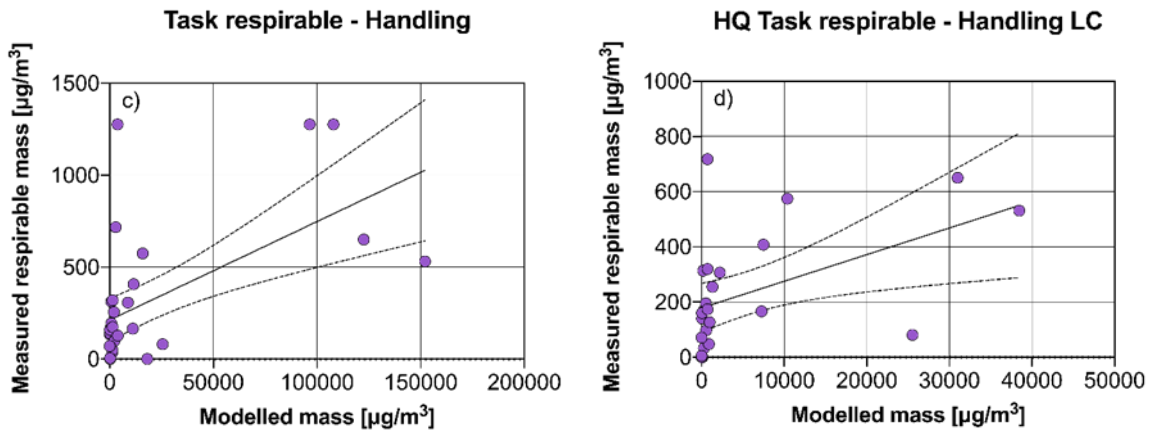 Task respirable - Handling
Measured respirable mass [µg/m³]
1500
1000
500
0
c)
0
50000
100000
150000
200000
Modelled mass [µg/m³]
HQ Task respirable - Handling LC
Measured respirable mass [µg/m³]
1000
800
600
400
200
0
d)
0
10000
20000
30000
40000
50000
Modelled mass [µg/m³]